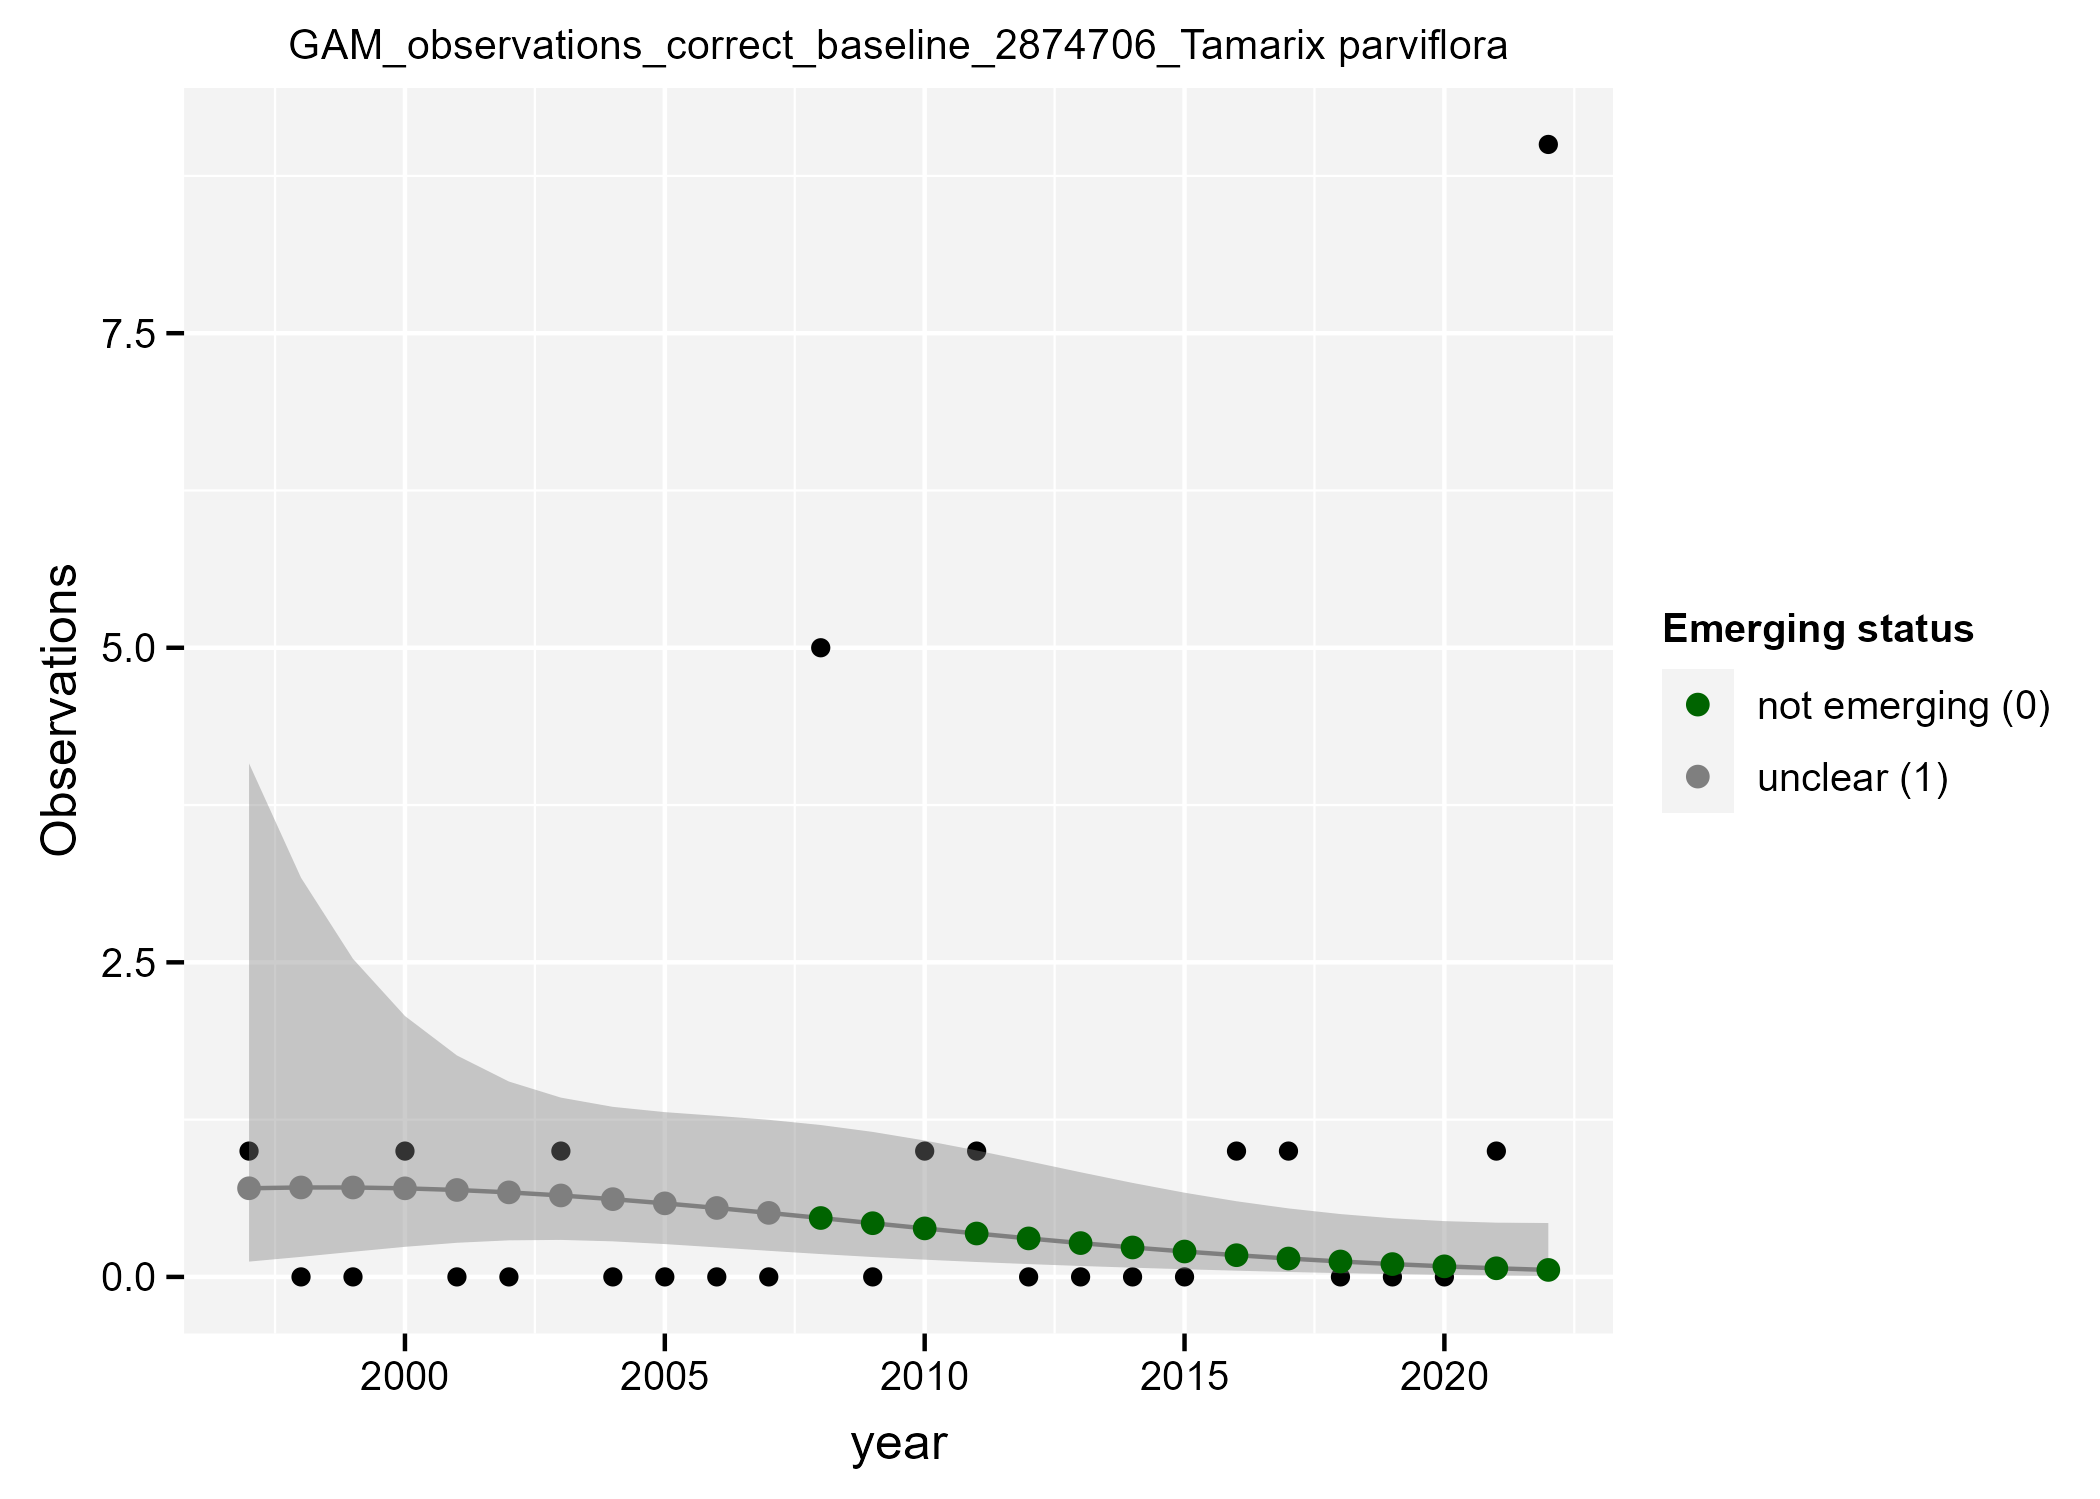 GAM_observations_correct_baseline_2874706_Tamarix parviflora
Observations
7.5
5.0
2.5
0.0
2000 2005 2010 2015 2020
year
Emerging status
not emerging (0)
unclear (1)